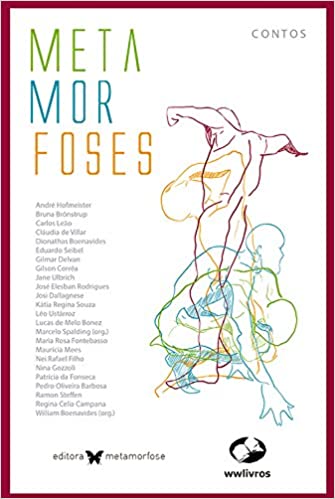 META
MOR
FOSES
CONTOS
André Hofmeister
Bruna Brönstrup
Carlos Leão
Cláudia de Villar
Dionathas Boenavides
Eduardo Seibel
Gilmar Delvan
Gilson Corrêa
Jane Ulbrich
José Elesban Rodrigues
Josi Dallagnese
Kátia Regina Souza
Léo Ustárroz
Lucas de Melo Bonez
Marcelo Spalding (org.)
Maria Rosa Fontebasso
Maurícia Mees
Nei Rafael Filho
Nina Gozzoli
Patrícia da Fonseca
Pedro Oliveira Barbosa
Ramon Steffen
Regina Célia Campana
William Boenavides (org.)
editora metamorfose
wwlivros